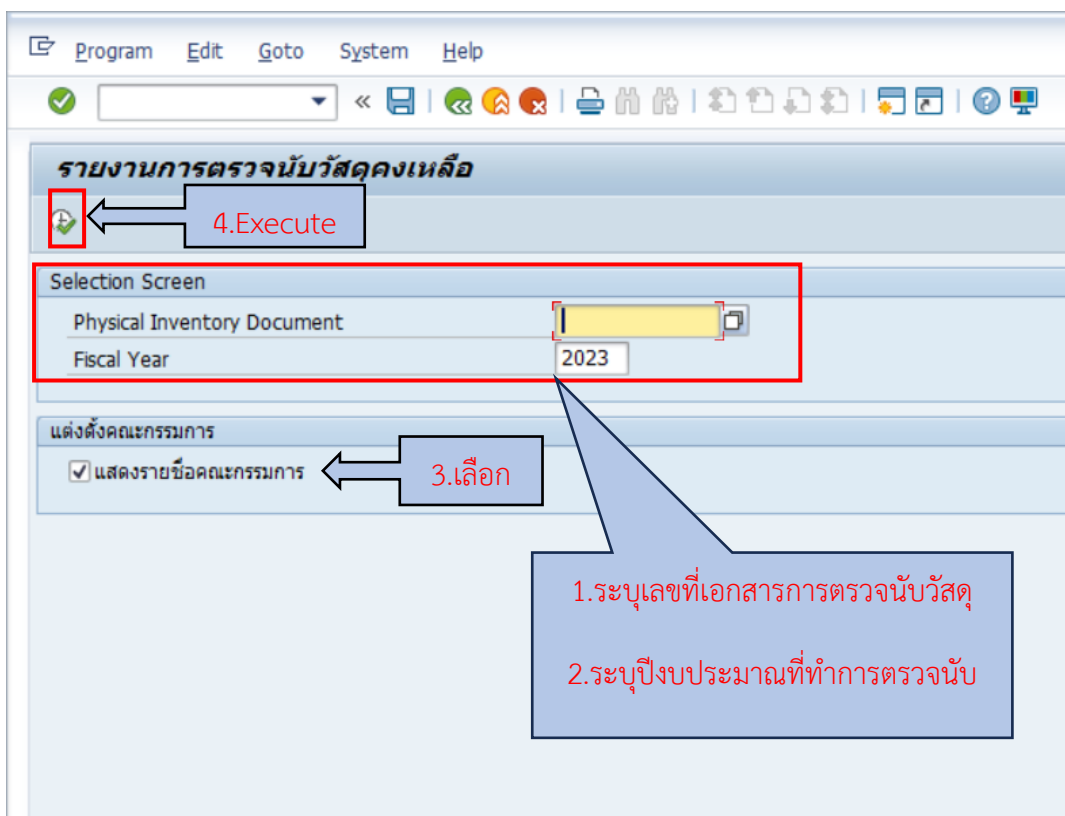 Program Edit Goto System Help
รายงานการตรวจนับวัสดุคงเหลือ
4.Execute
Selection Screen
Physical Inventory Document
Fiscal Year 2023
แต่งตั้งคณะกรรมการ
แสดงรายชื่อคณะกรรมการ
3.เลือก
1.ระบุเลขที่เอกสารการตรวจนับวัสดุ
2.ระบุปีงบประมาณที่ทำการตรวจนับ